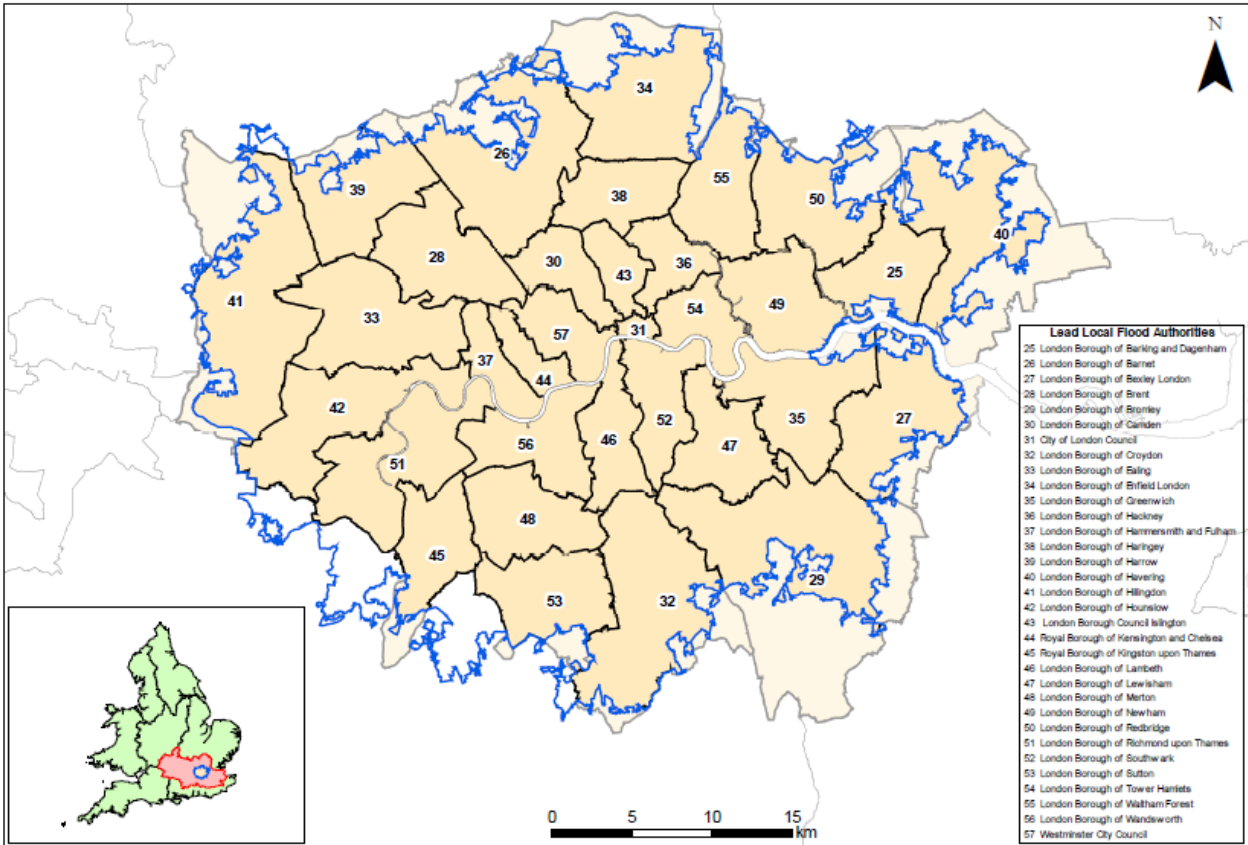 N
34
26
55
39
50
38
40
28
30
36
43
25
41
54
49
33
31
57
37
44
42
35
27
52
56
46
47
51
48
45
29
53
32
Lead Local Flood Authorities
25 London Borough of Barking and Dagenham
26 London Borough of Barnet
27 London Borough of Bexley London
28 London Borough of Brent
29 London Borough of Bromley
30 London Borough of Camden
31 City of London Council
32 London Borough of Croydon
33 London Borough of Ealing
34 London Borough of Enfield London
35 London Borough of Greenwich
36 London Borough of Hackney
37 London Borough of Hammersmith and Fulham
38 London Borough of Haringey
39 London Borough of Harrow
40 London Borough of Havering
41 London Borough of Hillingdon
42 London Borough of Hounslow
43 London Borough Council Islington
44 Royal Borough of Kensington and Chelsea
45 Royal Borough of Kingston upon Thames
46 London Borough of Lambeth
47 London Borough of Lewisham
48 London Borough of Merton
49 London Borough of Newham
50 London Borough of Redbridge
51 London Borough of Richmond upon Thames
52 London Borough of Southwark
53 London Borough of Sutton
54 London Borough of Tower Hamlets
55 London Borough of Waltham Forest
56 London Borough of Wandsworth
57 Westminster City Council
0 5 10 15
km